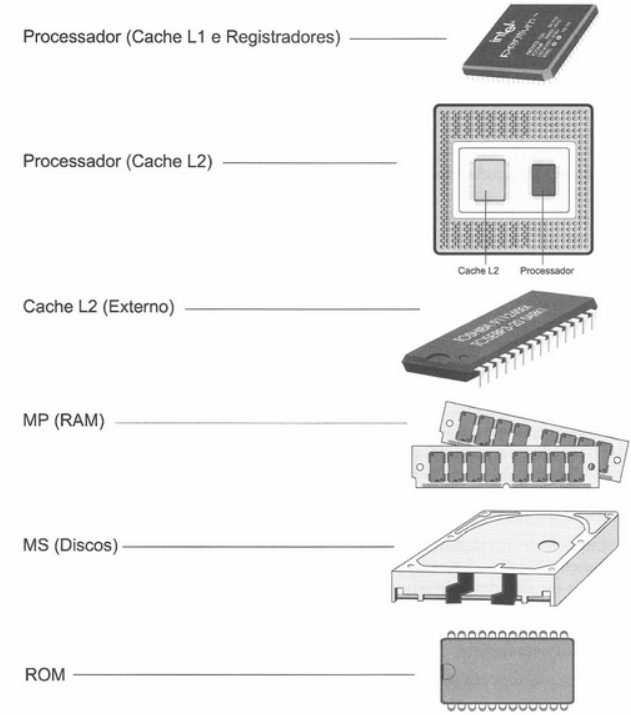 Processador (Cache L1 e Registradores)
intel
pentium
Processador (Cache L2)
Cache L2
Processador
Cache L2 (Externo)
TOSHIBA
MP (RAM)
MS (Discos)
ROM